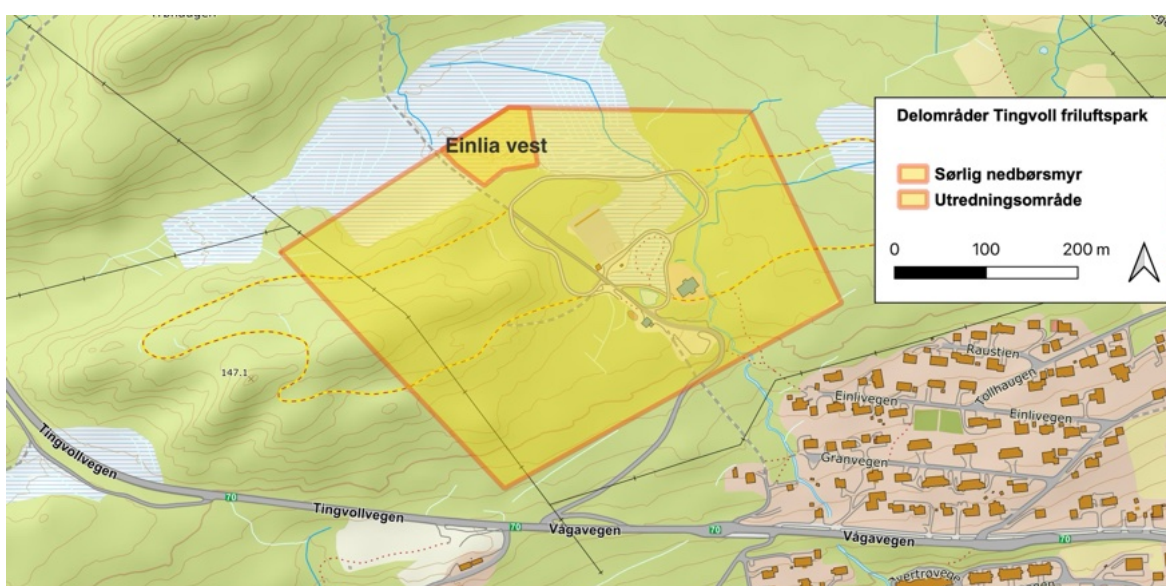 Einlia vest
Delområder Tingvoll friluftspark
Sørlig nedbørsmyr
Utredningsområde
0 100 200 m
147.1
Raustien
Tollhaugen
Einlivegen
Einlivegen
Granvegen
Tingvollvegen
70
Tingvollvegen
70
Vågavegen
70
Vågavegen
70